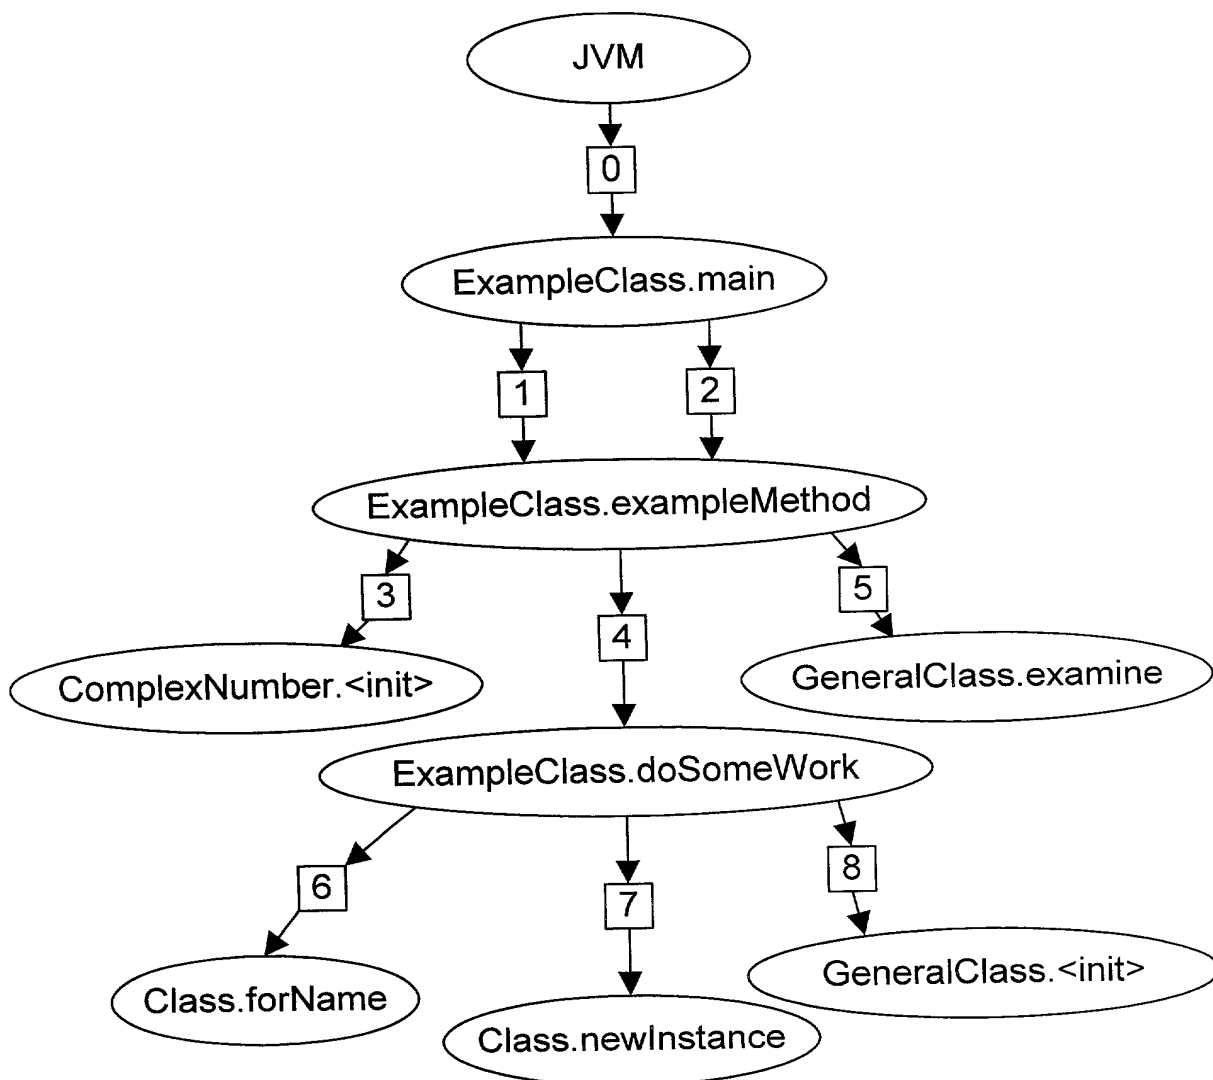 JVM
0
ExampleClass.main
1
2
ExampleClass.exampleMethod
3
4
5
ComplexNumber.<init>
GeneralClass.examine
ExampleClass.doSomeWork
6
7
8
Class.forName
Class.newInstance
GeneralClass.<init>